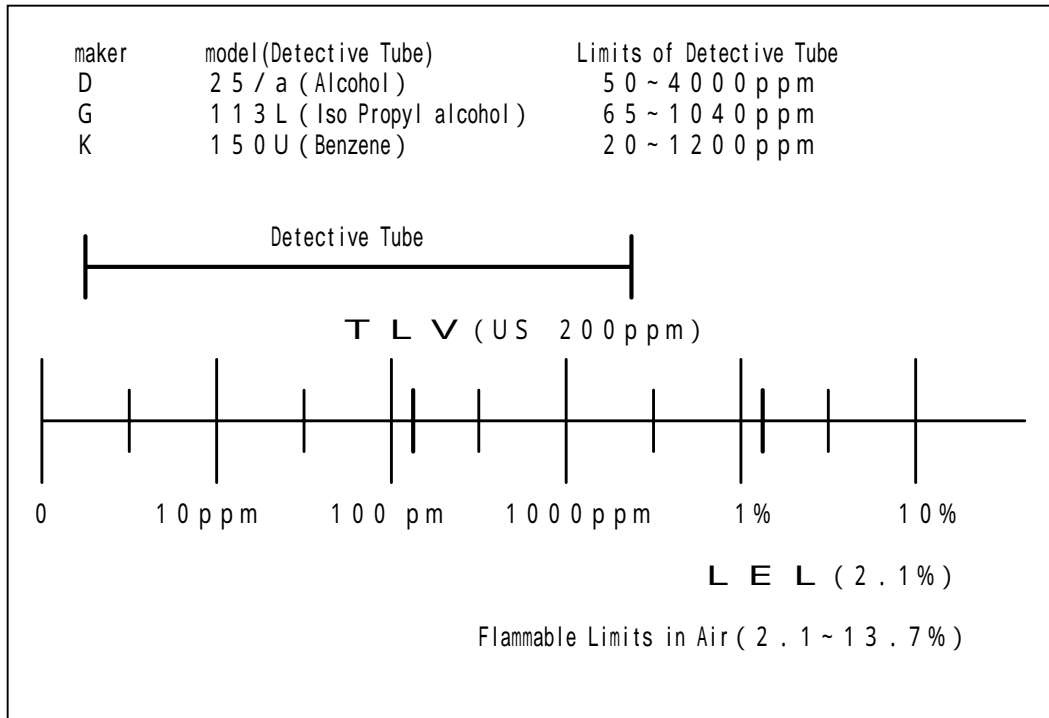 maker model(Detective Tube) Limits of Detective Tube
D 25/a(Alcohol) 50~4000ppm
G 113L(Iso Propyl alcohol) 65~1040ppm
K 150U(Benzene) 20~1200ppm
Detective Tube
TLV(US 200ppm)
0 10ppm 100 pm 1000ppm 1% 10%
LEL(2.1%)
Flammable Limits in Air(2.1~13.7%)